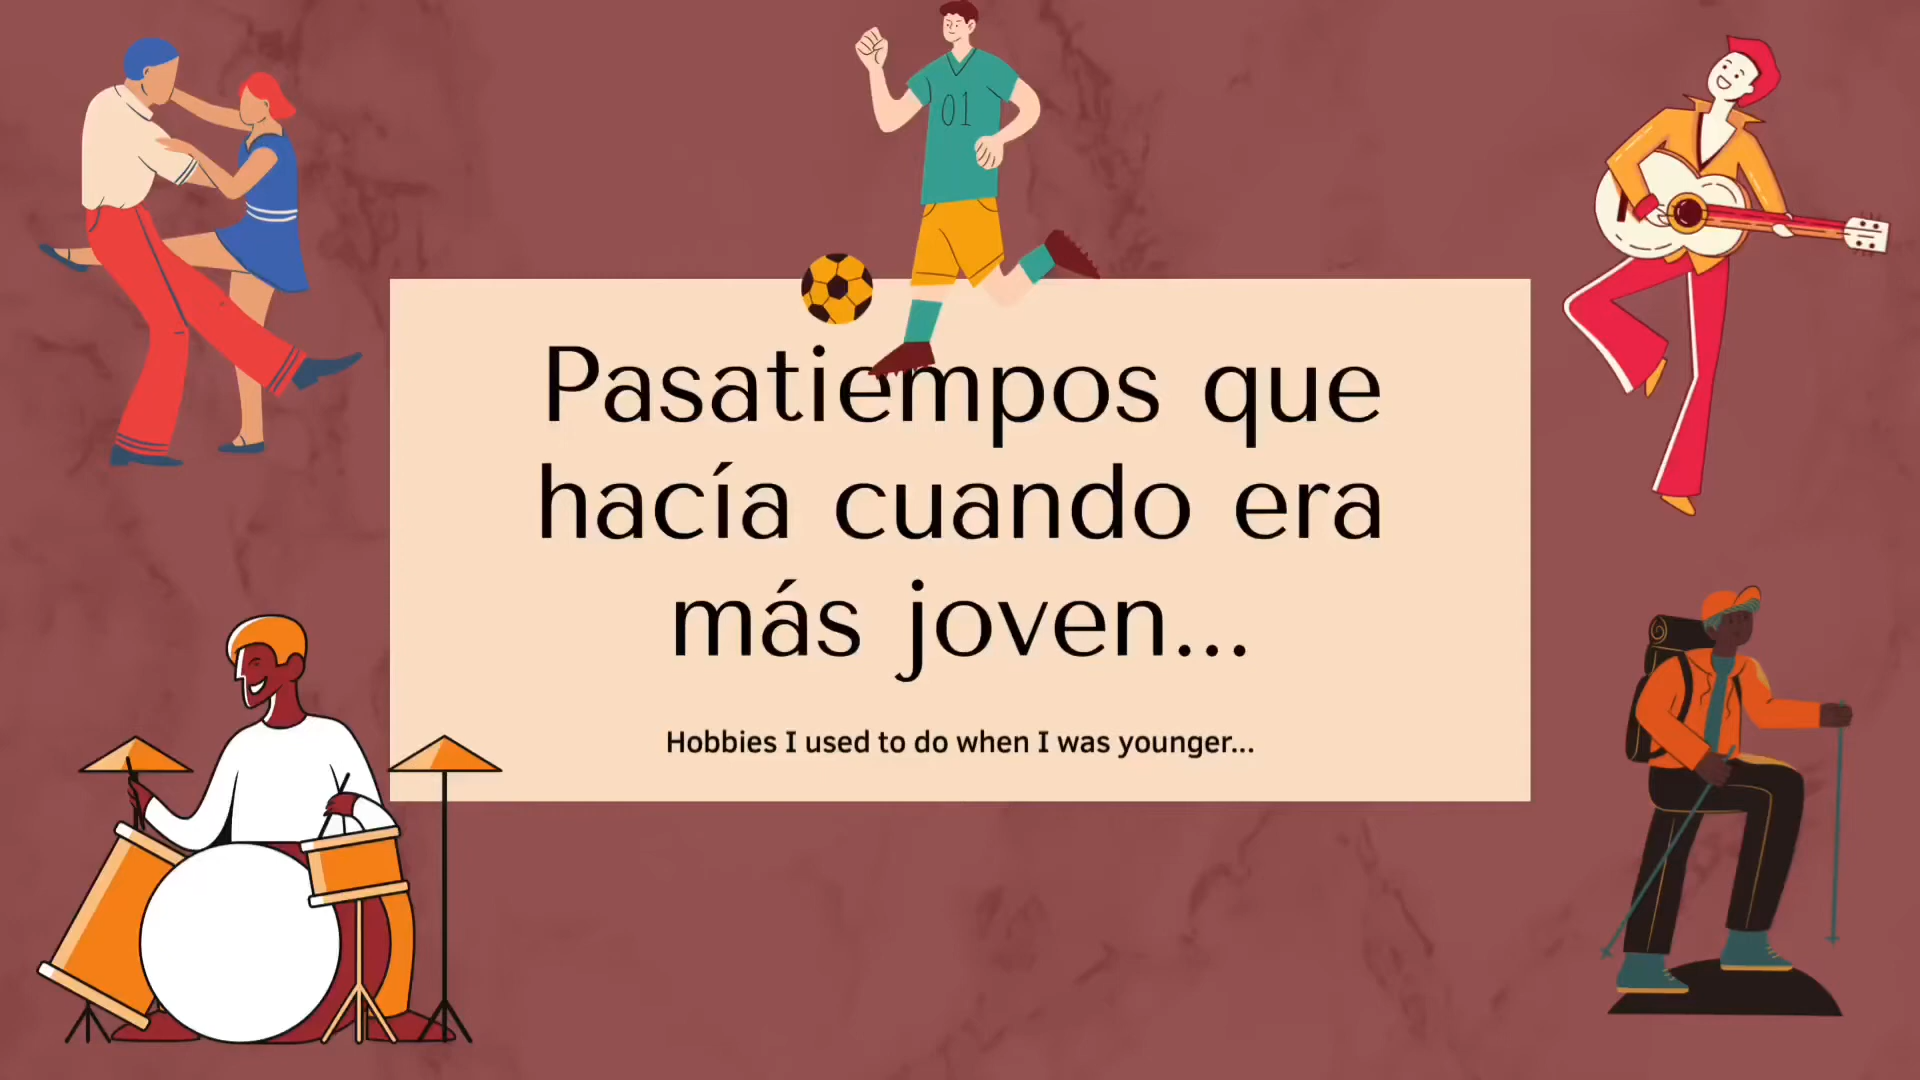 01
Pasatiempos que
hacía cuando era
más joven...
Hobbies I used to do when I was younger...